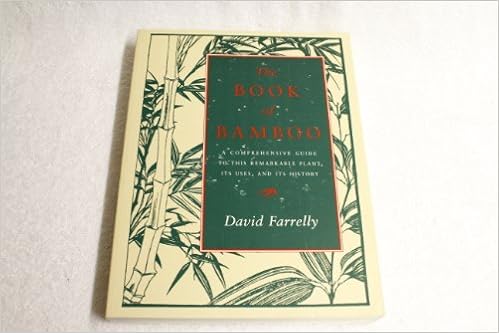 The
BOOK
of
BAMBOO
A COMPREHENSIVE GUIDE
TO THIS REMARKABLE PLANT,
ITS USES, AND ITS HISTORY
David Farrelly